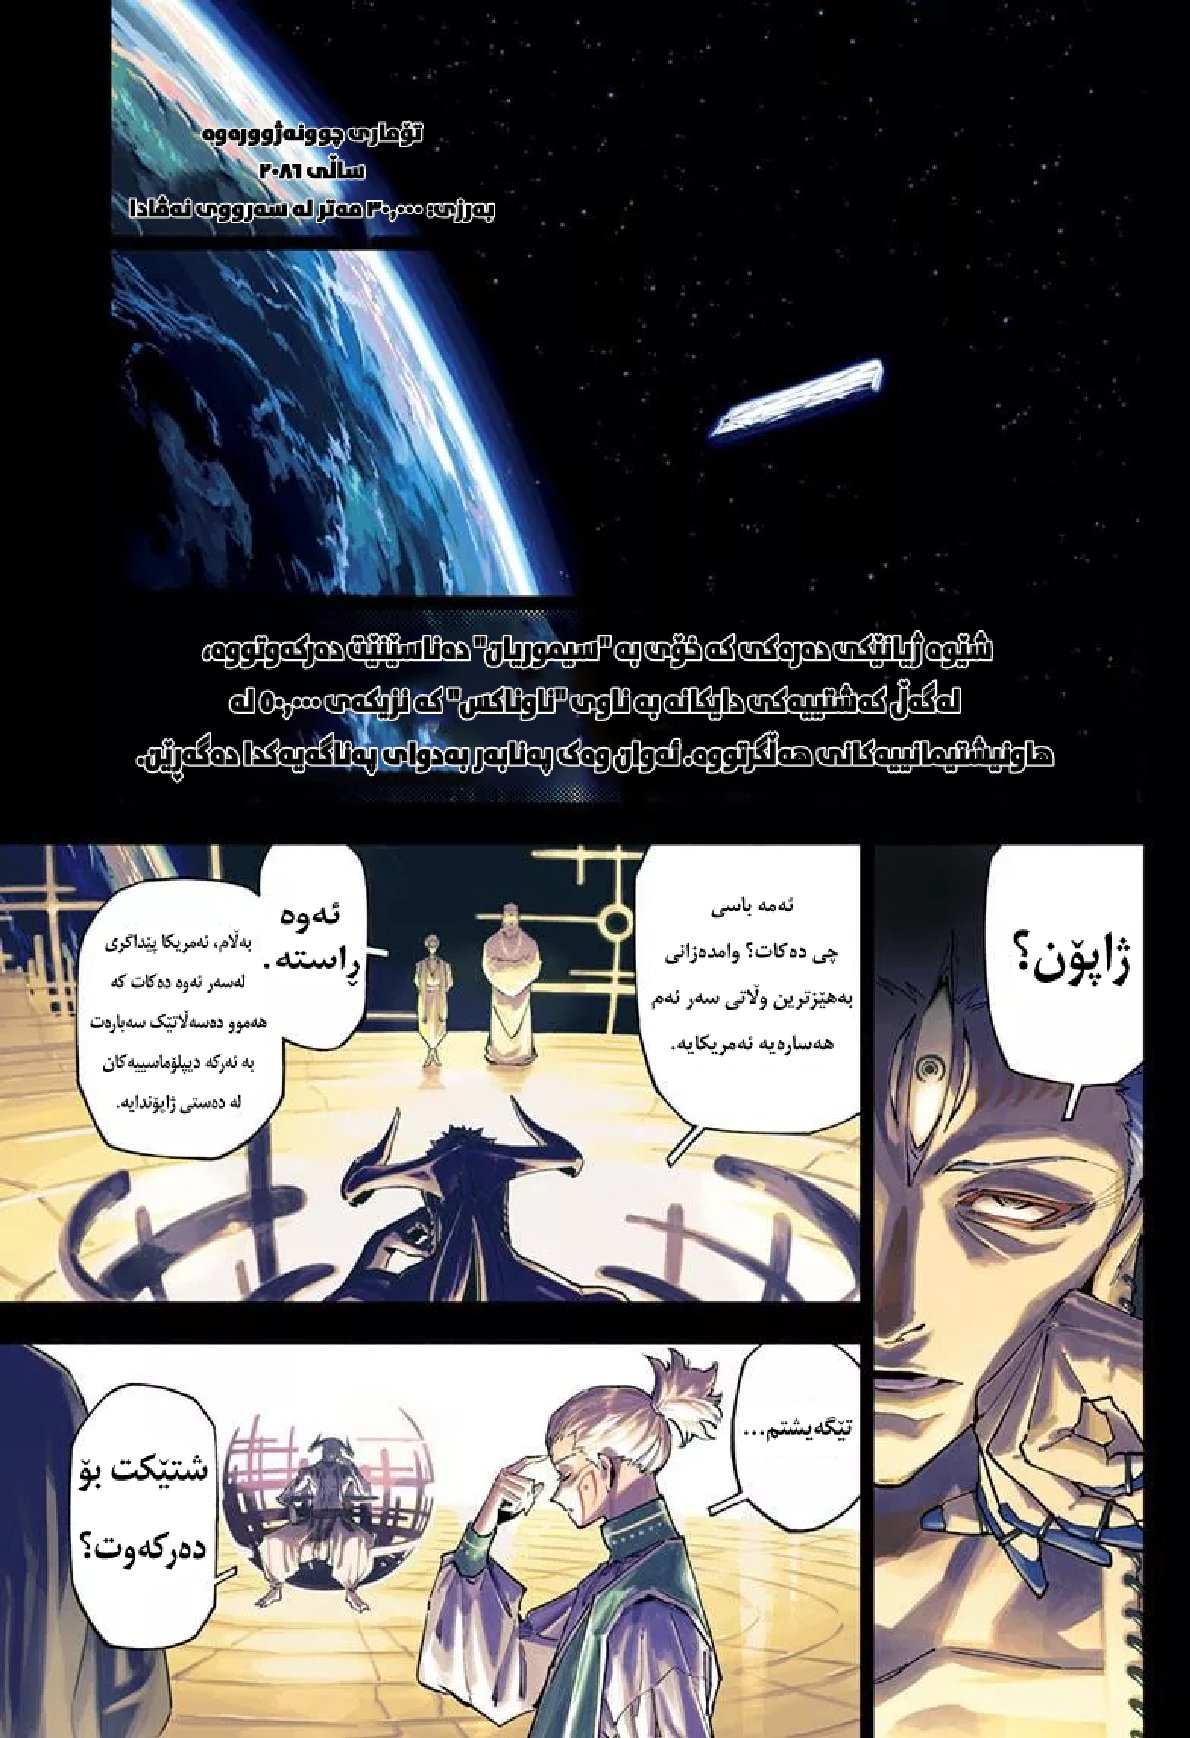 تۆماری چوونەژوورەوە
ساڵی ٢٠٨٦
بەرزی: ٣٠,٠٠٠ مەتر لە سەرووی نەڤادا
شێوە ژیانێکی دەرەکی کە خۆی بە "سیموریان" دەناسێنێت دەرکەوتووە،
لەگەڵ کەشتییەکی دایکانە بە ناوی "ناوناکس" کە نزیکەی ٥٠,٠٠٠ لە
هاونیشتیمانییەکانی هەڵگرتووە. ئەوان وەک پەنابەر بەدوای پەناگەیەکدا دەگەڕێن.
ژاپۆن؟
ئەمە باسی
چی دەکات؟ وامدەزانی
بەهێزترین وڵاتی سەر ئەم
هەسارەیە ئەمریکایە.
ئەوە
ڕاستە.
بەڵام، ئەمریکا پێداگری
لەسەر ئەوە دەکات کە
هەموو دەسەڵاتێک سەبارەت
بە ئەرکە دیپلۆماسییەکان
لە دەستی ژاپۆندایە.
تێگەیشتم...
شتێکت بۆ
دەرکەوت؟